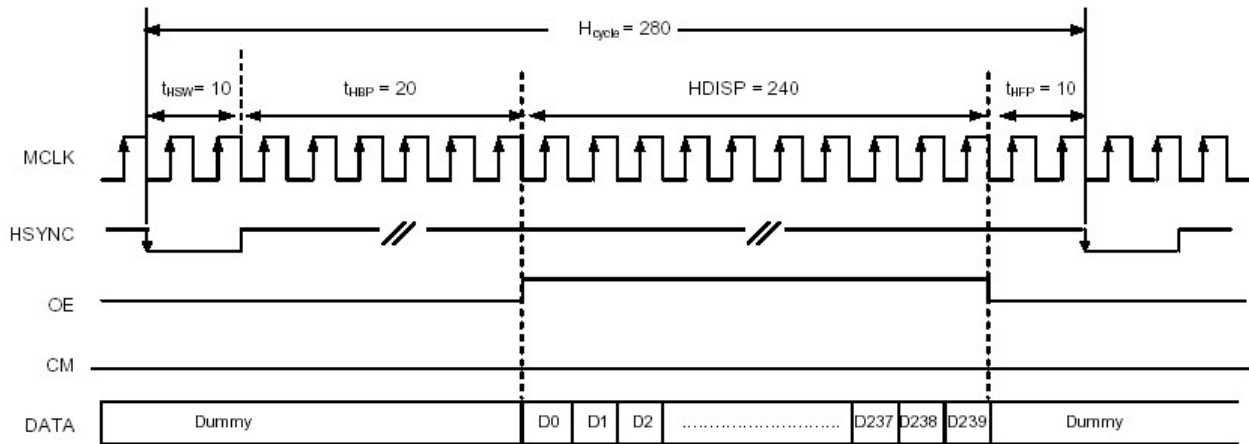 Hcycle = 280
tHSW= 10
tHBP = 20
HDISP = 240
tHFP = 10
MCLK
HSYNC
OE
CM
DATA
Dummy
D0
D1
D2
............................
D237
D238
D239
Dummy